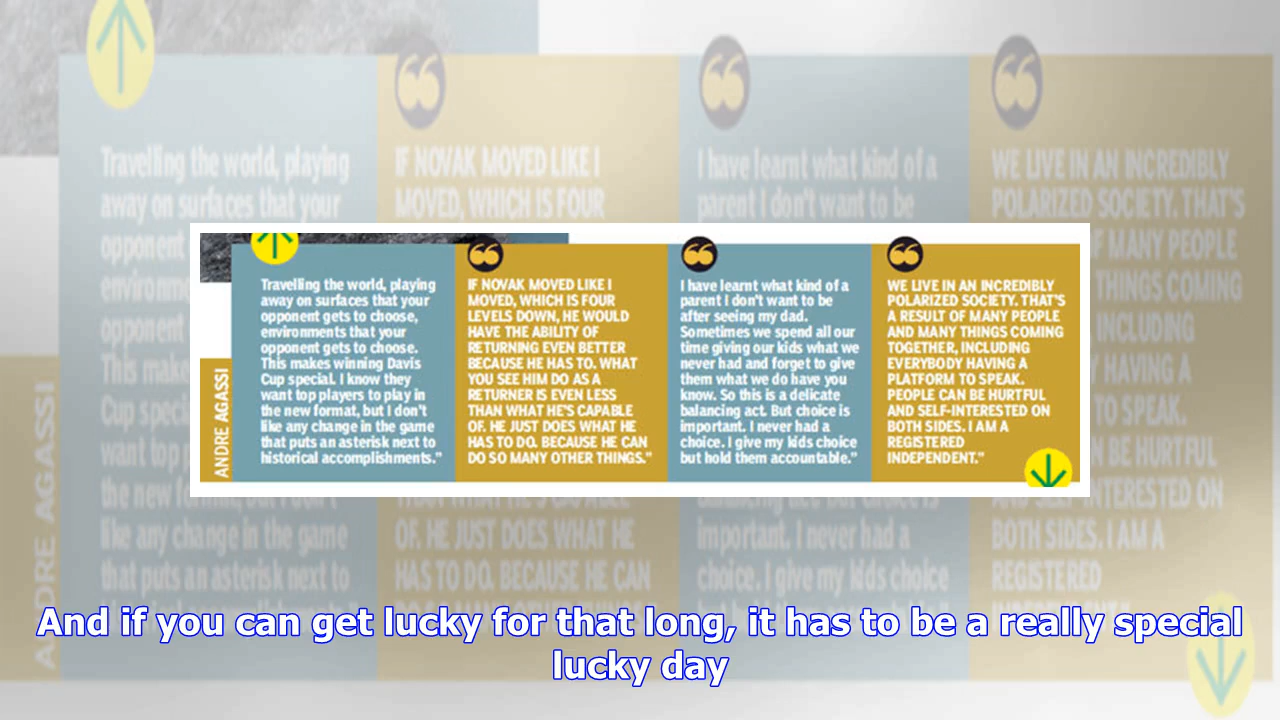 ANDRE AGASSI
Travelling the world, playing
away on surfaces that your
opponent gets to choose,
environments that your
opponent gets to choose.
This makes winning Davis
Cup special. I know they
want top players to play in
the new format, but I don't
like any change in the game
that puts an asterisk next to
historical accomplishments."
IF NOVAK MOVED LIKE I
MOVED, WHICH IS FOUR
LEVELS DOWN, HE WOULD
HAVE THE ABILITY OF
RETURNING EVEN BETTER
BECAUSE HE HAS TO. WHAT
YOU SEE HIM DO AS A
RETURNER IS EVEN LESS
THAN WHAT HE'S CAPABLE
OF. HE JUST DOES WHAT HE
HAS TO DO. BECAUSE HE CAN
DO SO MANY OTHER THINGS."
I have learnt what kind of a
parent I don't want to be
after seeing my dad.
Sometimes we spend all our
time giving our kids what we
never had and forget to give
them what we do have you
know. So this is a delicate
balancing act. But choice is
important. I never had a
choice. I give my kids choice
but hold them accountable."
WE LIVE IN AN INCREDIBLY
POLARIZED SOCIETY. THAT'S
A RESULT OF MANY PEOPLE
AND MANY THINGS COMING
TOGETHER, INCLUDING
EVERYBODY HAVING A
PLATFORM TO SPEAK.
PEOPLE CAN BE HURTFUL
AND SELF-INTERESTED ON
BOTH SIDES. I AM A
REGISTERED
INDEPENDENT."
And if you can get lucky for that long, it has to be a really special
lucky day